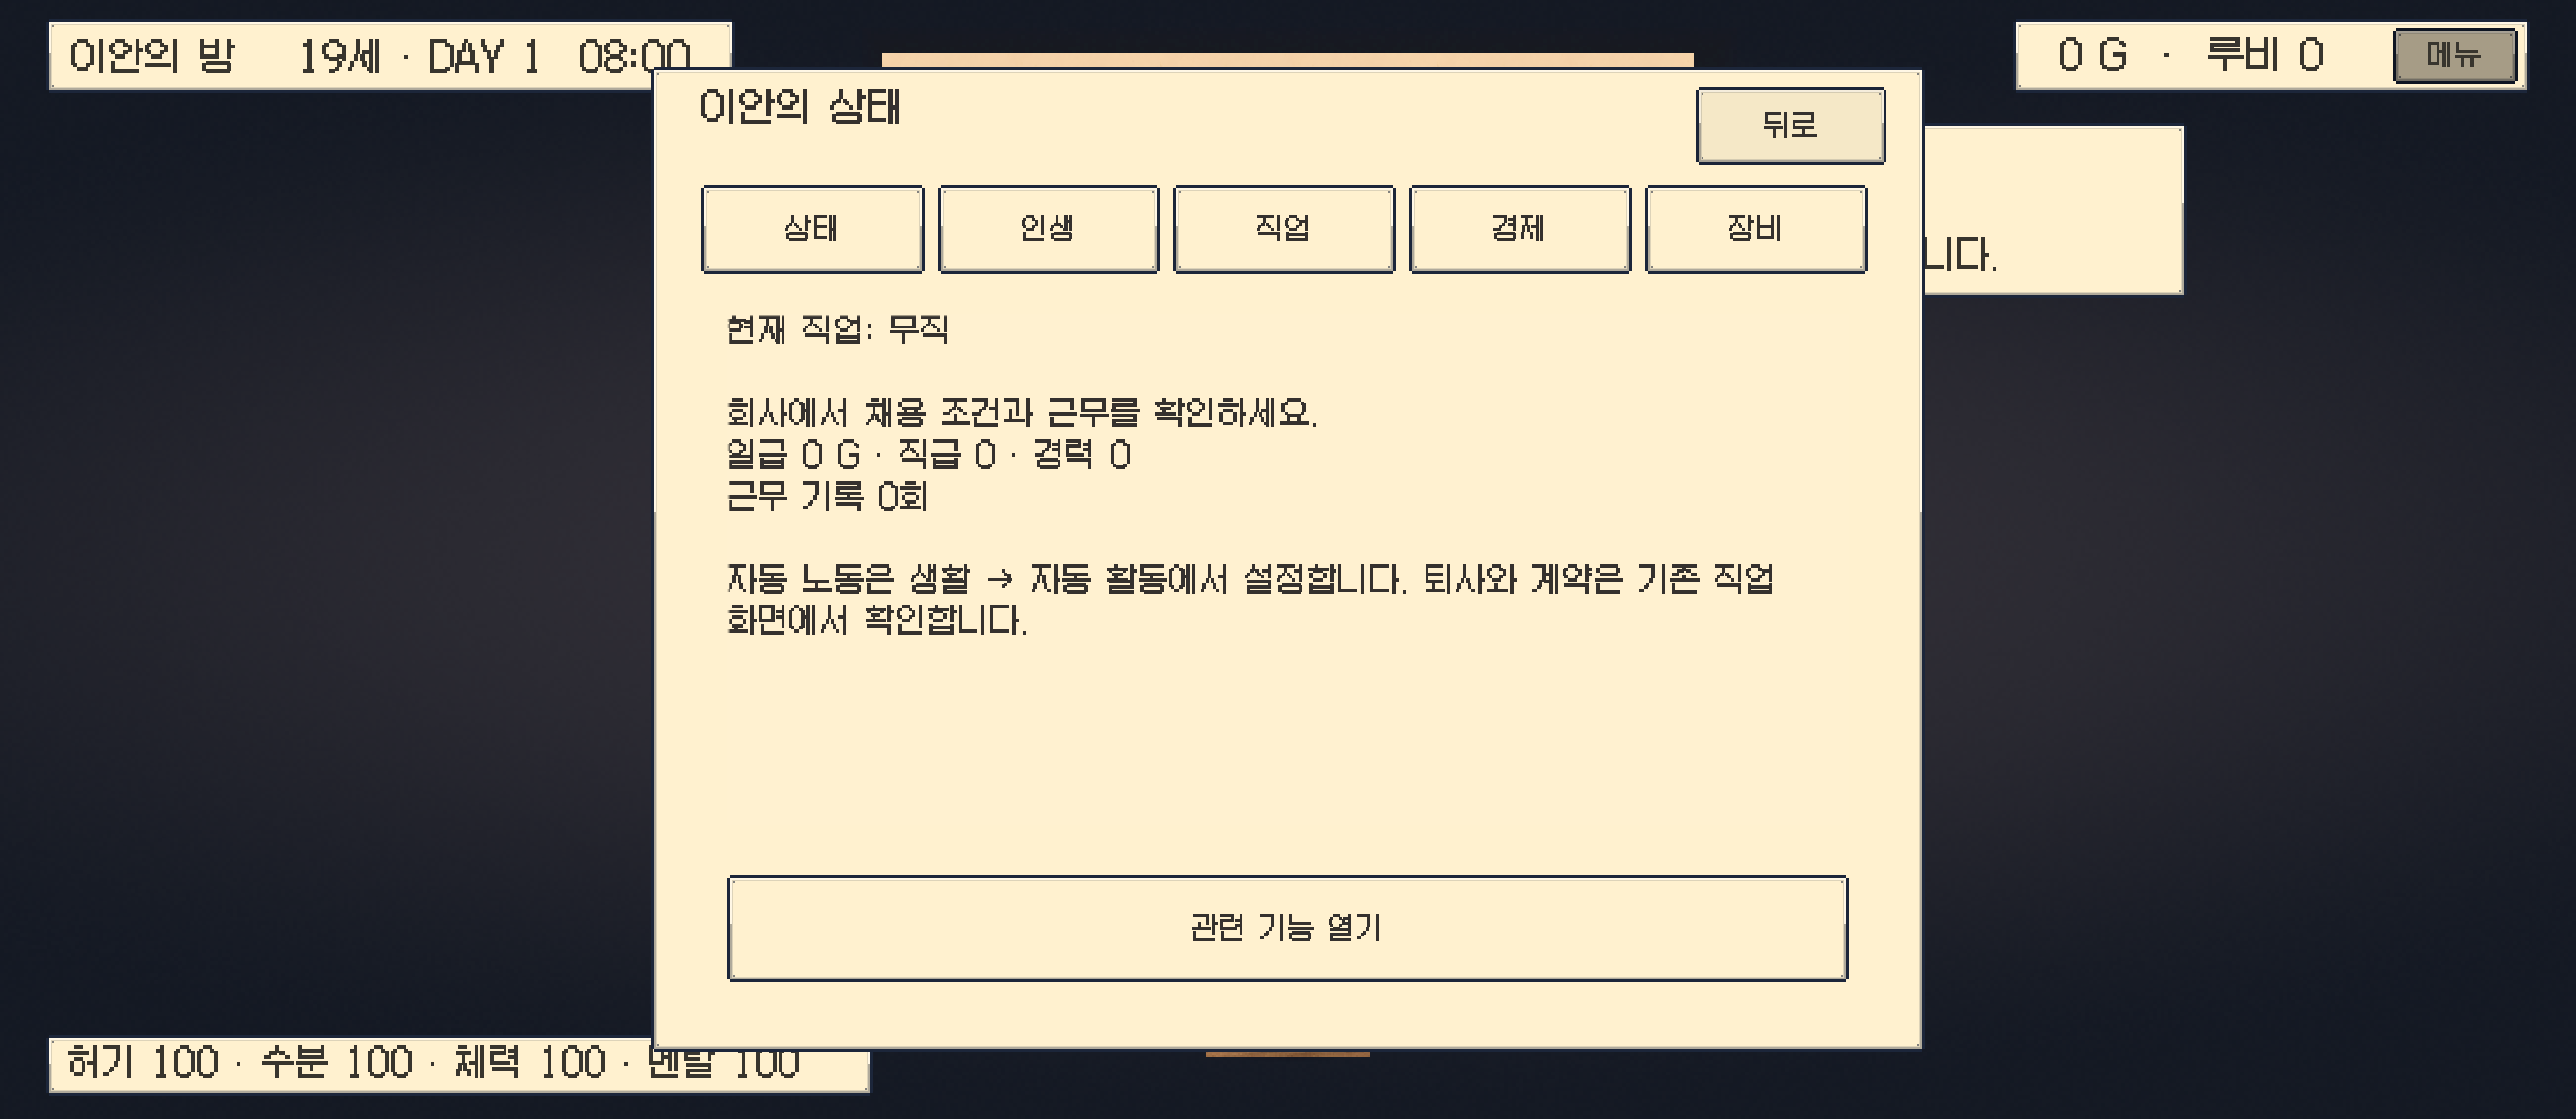 이안의 방 19세 · DAY 1 08:00
0 G · 루비 0 메뉴
이안의 상태
뒤로
상태 인생 직업 경제 장비
니다.
현재 직업: 무직
회사에서 채용 조건과 근무를 확인하세요.
일급 0 G · 직급 0 · 경력 0
근무 기록 0회
자동 노동은 생활 → 자동 활동에서 설정합니다. 퇴사와 계약은 기존 직업
화면에서 확인합니다.
관련 기능 열기
허기 100 · 수분 100 · 체력 100 · 멘탈 100